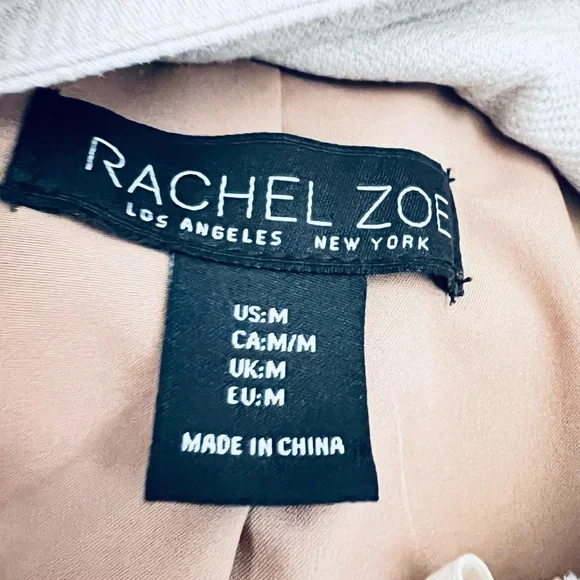 RACHEL ZOE
LOS ANGELES NEW YORK
US:M
CA:M/M
UK:M
EU:M
MADE IN CHINA